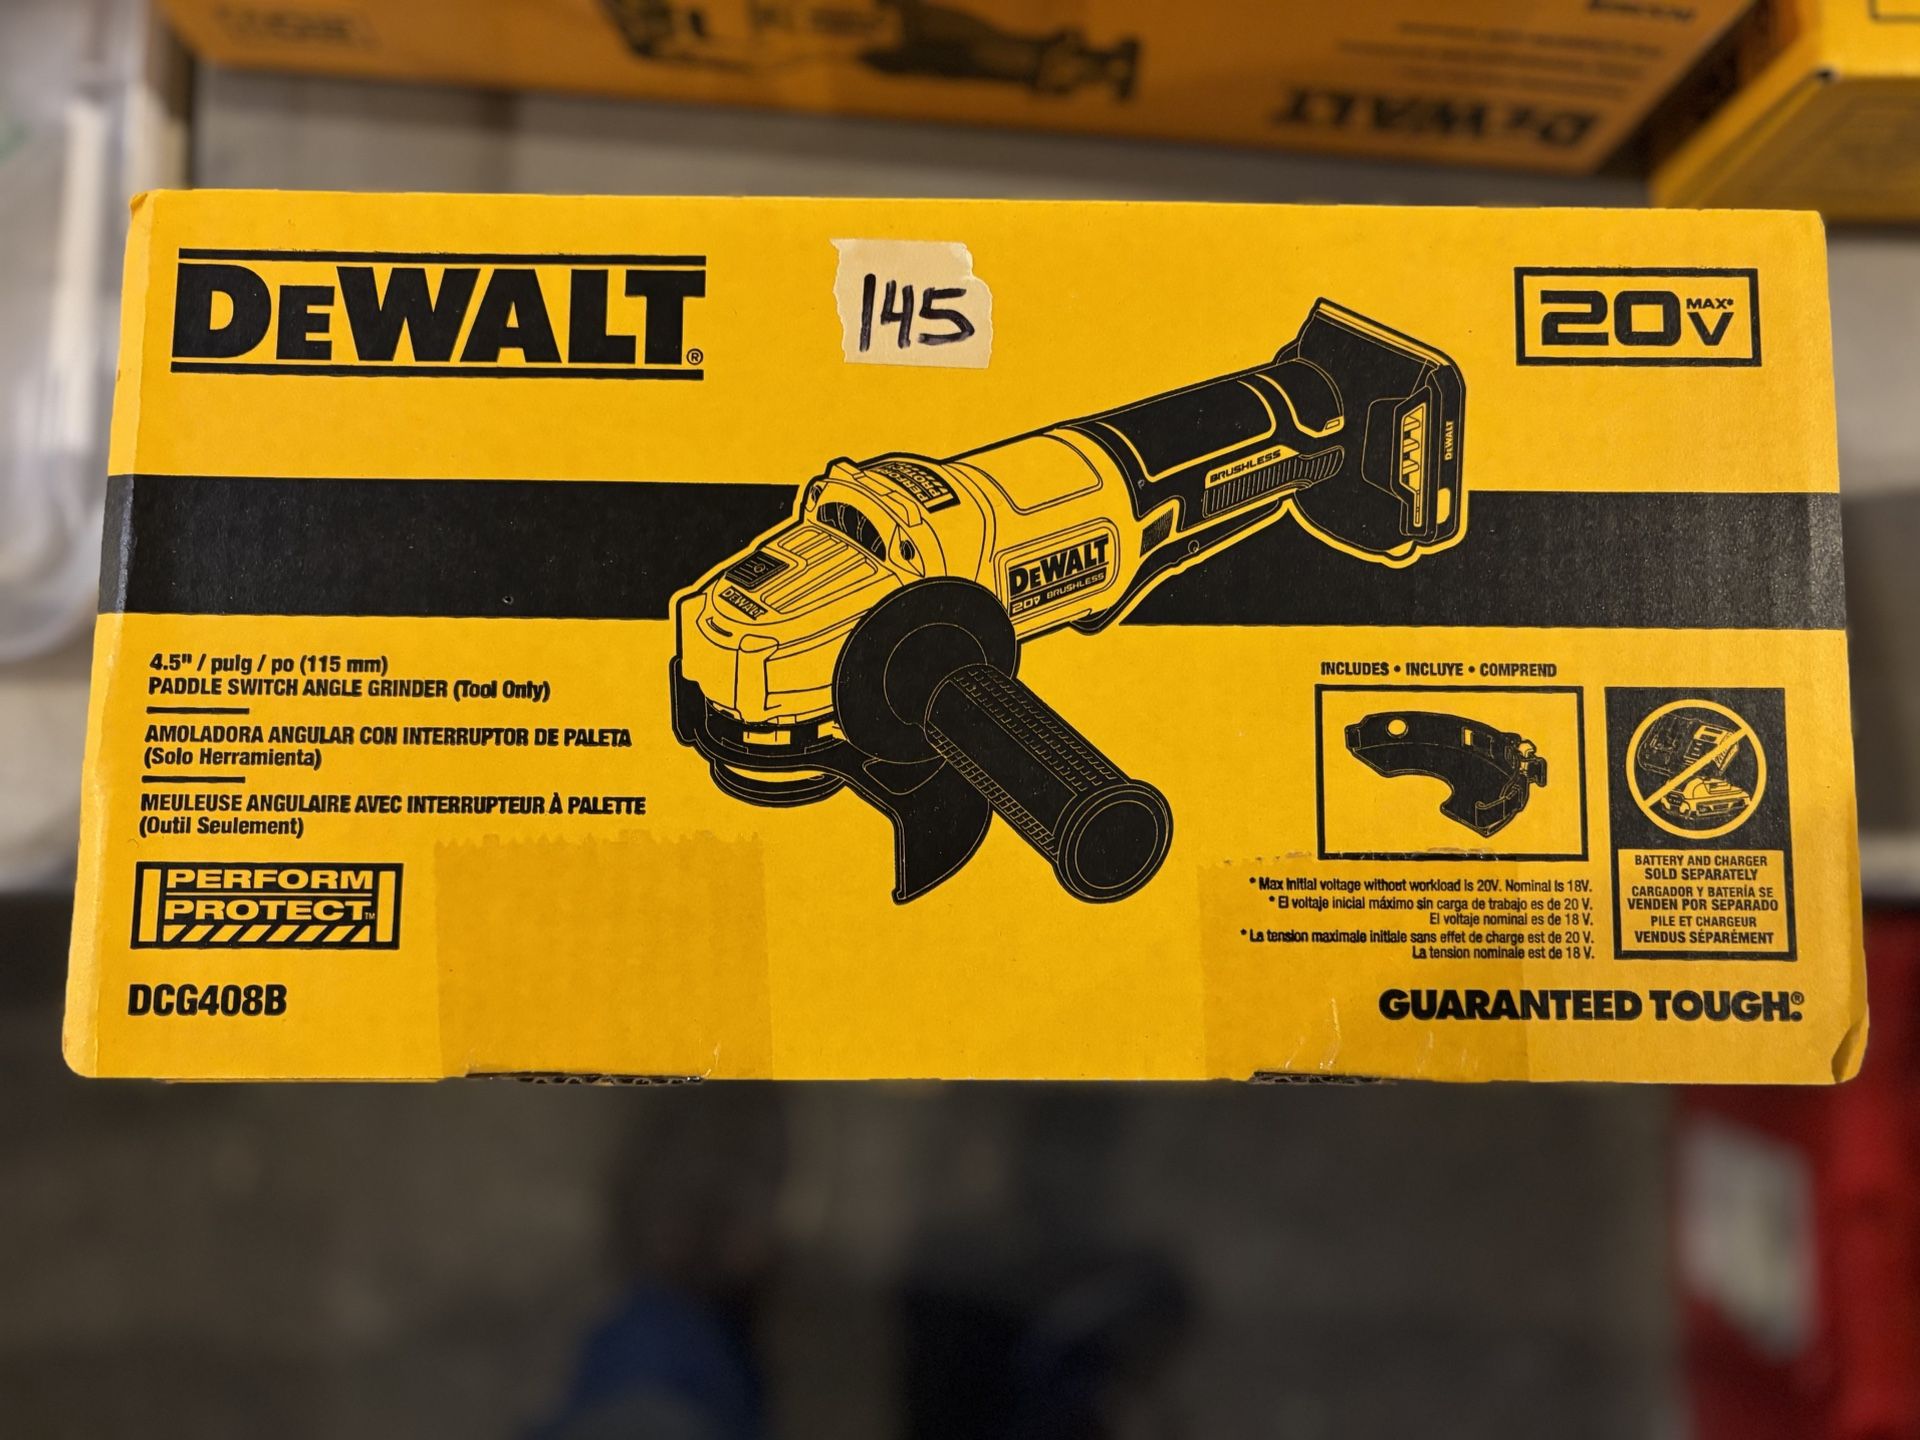 DEWALT
DEWALT®
145
20V MAX*
BRUSHLESS
DEWALT
PERFORM
PROTECT
DEWALT
20V BRUSHLESS
DEWALT
4.5" / pulg / po (115 mm)
PADDLE SWITCH ANGLE GRINDER (Tool Only)
AMOLADORA ANGULAR CON INTERRUPTOR DE PALETA
(Solo Herramienta)
MEULEUSE ANGULAIRE AVEC INTERRUPTEUR À PALETTE
(Outil Seulement)
PERFORM
PROTECT™
DCG408B
INCLUDES • INCLUYE • COMPREND
* Max initial voltage without workload is 20V. Nominal is 18V.
* El voltaje inicial máximo sin carga de trabajo es de 20 V.
El voltaje nominal es de 18 V.
* La tension maximale initiale sans effet de charge est de 20 V.
La tension nominale est de 18 V.
BATTERY AND CHARGER
SOLD SEPARATELY
CARGADOR Y BATERÍA SE
VENDEN POR SEPARADO
PILE ET CHARGEUR
VENDUS SÉPARÉMENT
GUARANTEED TOUGH.®